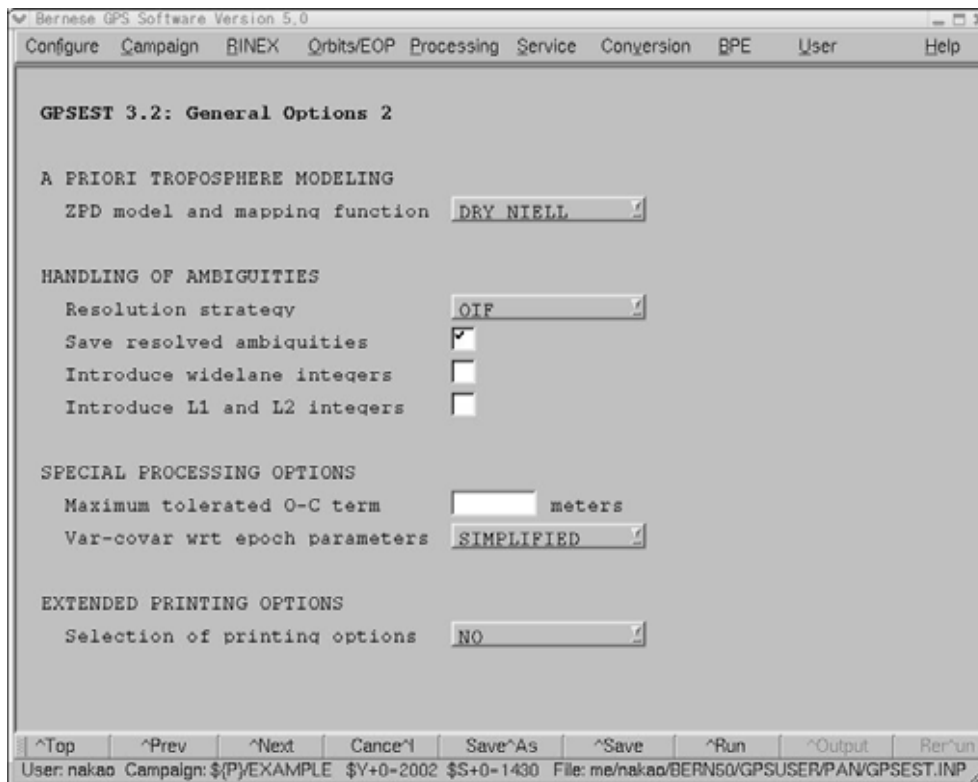 Bernese GPS Software Version 5.0
Configure Campaign RINEX Orbits/EOP Processing Service Conversion BPE User Help
GPSEST 3.2: General Options 2
A PRIORI TROPOSPHERE MODELING
ZPD model and mapping function DRY_NIELL
HANDLING OF AMBIGUITIES
Resolution strategy QIF
Save resolved ambiguities
Introduce widelane integers
Introduce L1 and L2 integers
SPECIAL PROCESSING OPTIONS
Maximum tolerated O-C term meters
Var-covar wrt epoch parameters SIMPLIFIED
EXTENDED PRINTING OPTIONS
Selection of printing options NO
^Top ^Prev ^Next Cance^l Save^As ^Save ^Run ^Output Rer^un
User: nakao Campaign: ${P}/EXAMPLE $Y+0=2002 $S+0=1430 File: me/nakao/BERN50/GPSUSER/PAN/GPSEST.INP